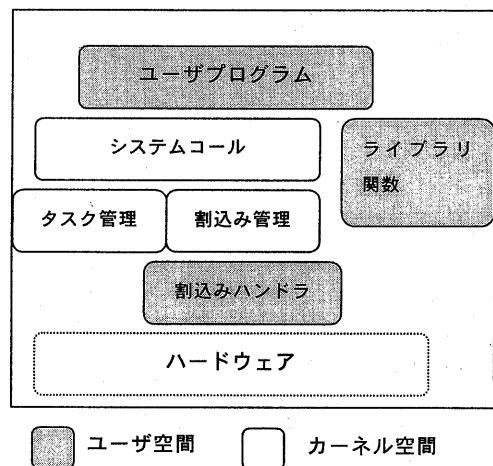 ユーザプログラム
システムコール
ライブラリ
関数
タスク管理
割込み管理
割込みハンドラ
ハードウェア
ユーザ空間
カーネル空間